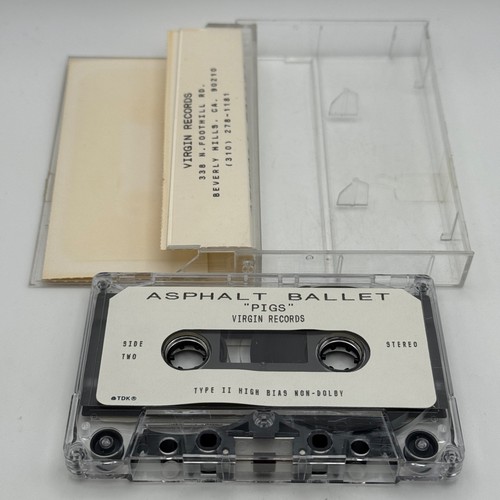 VIRGIN RECORDS
338 N. FOOTHILL RD.
BEVERLY HILLS, CA. 90210
(310) 278-1181
ASPHALT BALLET
"PIGS"
VIRGIN RECORDS
SIDE
TWO
STEREO
TYPE II HIGH BIAS NON-DOLBY
TDK